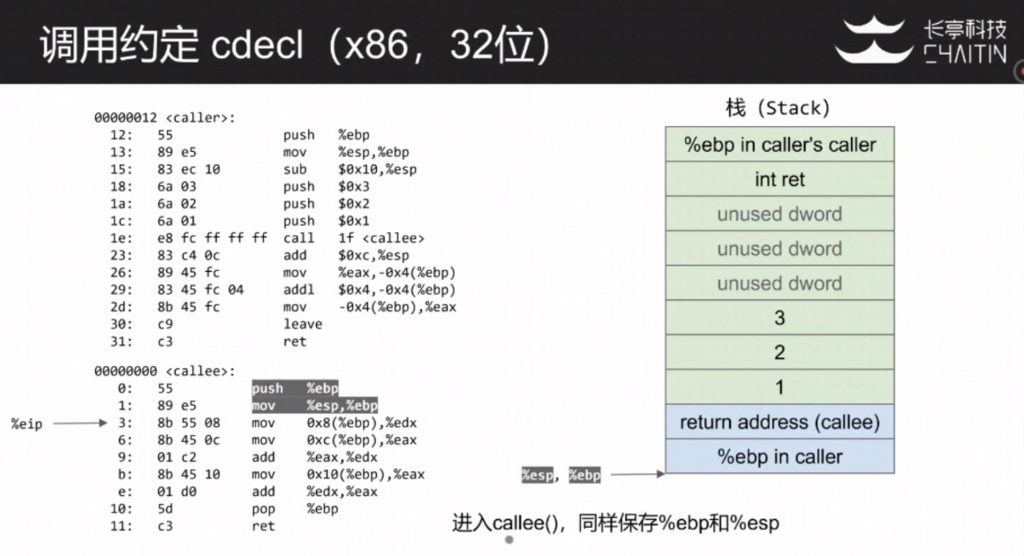 调用约定 cdecl（x86，32位）
长亭科技
CHAITIN
00000012 <caller>:
12: 55 push %ebp
13: 89 e5 mov %esp,%ebp
15: 83 ec 10 sub $0x10,%esp
18: 6a 03 push $0x3
1a: 6a 02 push $0x2
1c: 6a 01 push $0x1
1e: e8 fc ff ff ff call 1f <callee>
23: 83 c4 0c add $0xc,%esp
26: 89 45 fc mov %eax,-0x4(%ebp)
29: 83 45 fc 04 addl $0x4,-0x4(%ebp)
2d: 8b 45 fc mov -0x4(%ebp),%eax
30: c9 leave
31: c3 ret
00000000 <callee>:
0: 55 push %ebp
1: 89 e5 mov %esp,%ebp
%eip
3: 8b 55 08 mov 0x8(%ebp),%edx
6: 8b 45 0c mov 0xc(%ebp),%eax
9: 01 c2 add %eax,%edx
b: 8b 45 10 mov 0x10(%ebp),%eax
e: 01 d0 add %edx,%eax
10: 5d pop %ebp
11: c3 ret
栈（Stack）
%ebp in caller's caller
int ret
unused dword
unused dword
unused dword
3
2
1
return address (callee)
%ebp in caller
%esp, %ebp
进入callee()，同样保存%ebp和%esp